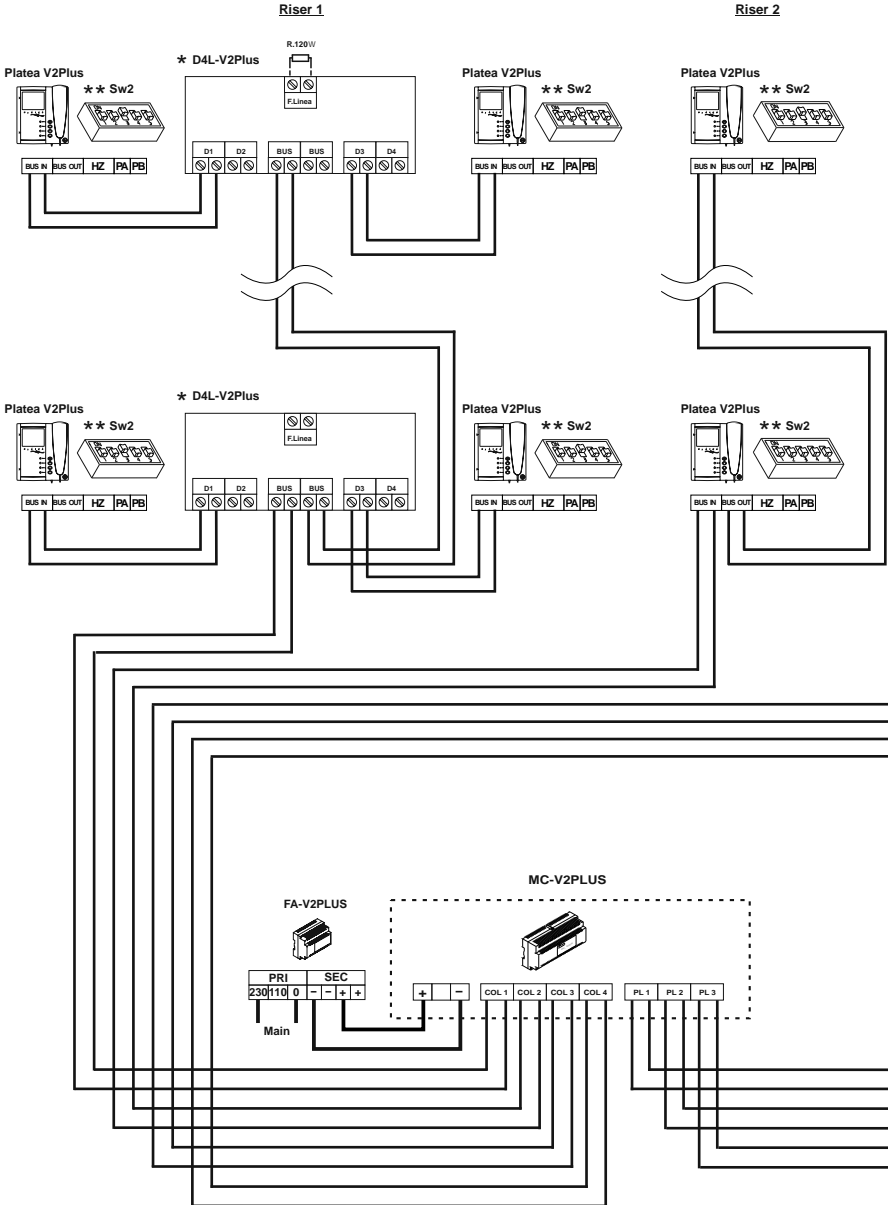 Riser 1
Riser 2
R.120W
* D4L-V2Plus
Platea V2Plus
** Sw2
F.Linea
Platea V2Plus
** Sw2
Platea V2Plus
** Sw2
D1 D2 BUS BUS D3 D4
BUS IN BUS OUT HZ PA PB
BUS IN BUS OUT HZ PA PB
BUS IN BUS OUT HZ PA PB
* D4L-V2Plus
Platea V2Plus
** Sw2
F.Linea
Platea V2Plus
** Sw2
Platea V2Plus
** Sw2
D1 D2 BUS BUS D3 D4
BUS IN BUS OUT HZ PA PB
BUS IN BUS OUT HZ PA PB
BUS IN BUS OUT HZ PA PB
MC-V2PLUS
FA-V2PLUS
PRI SEC
230 110 0 – – + +
Main
+ –
COL 1 COL 2 COL 3 COL 4
PL 1 PL 2 PL 3